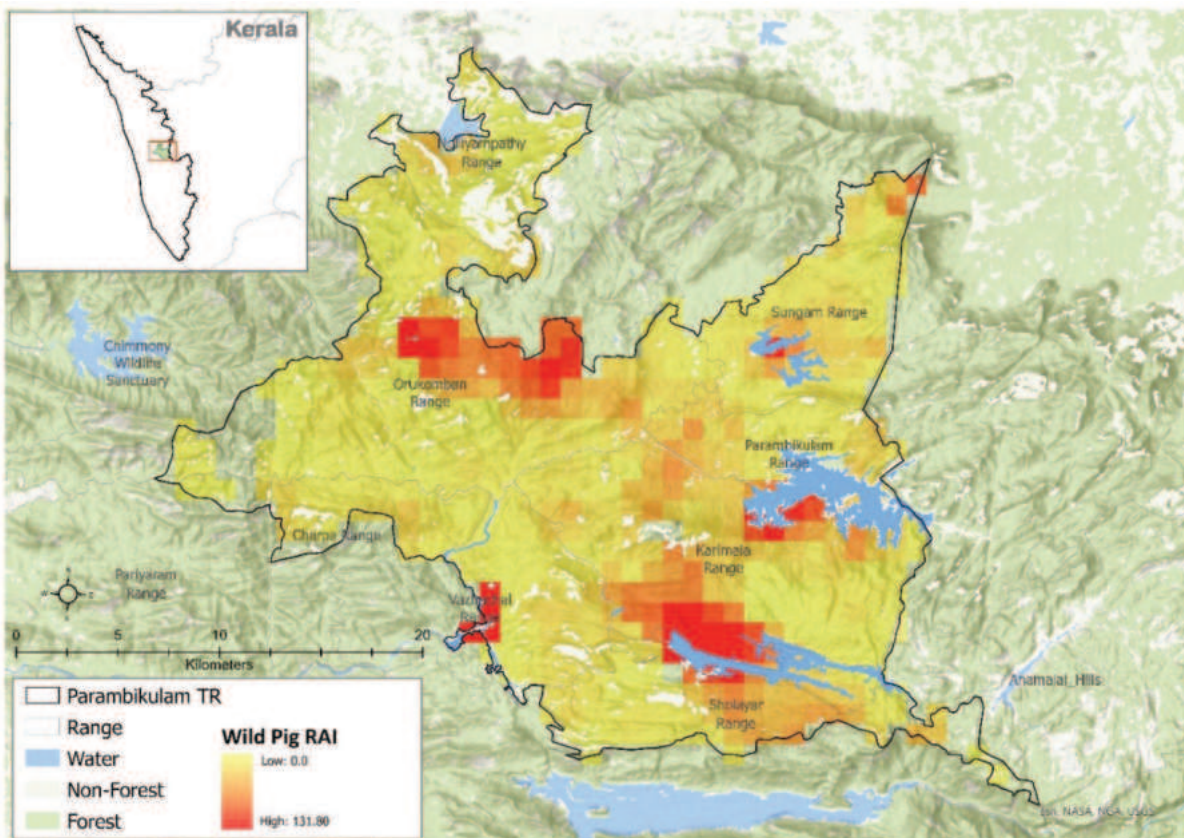 Kerala
Nelliyampathy
Range
Sungam Range
Chimmony
Wildlife
Sanctuary
Orukomban
Range
Parambikulam
Range
Charpa Range
Karimala
Range
Pariyaram
Range
Vazhachal
0 5 10 20
Kilometers
Anamalai_Hills
Sholayar
Range
Parambikulam TR
Range
Water
Non-Forest
Forest
Wild Pig RAI
Low: 0.0
High: 131.80
Esri, NASA, NGA, USGS